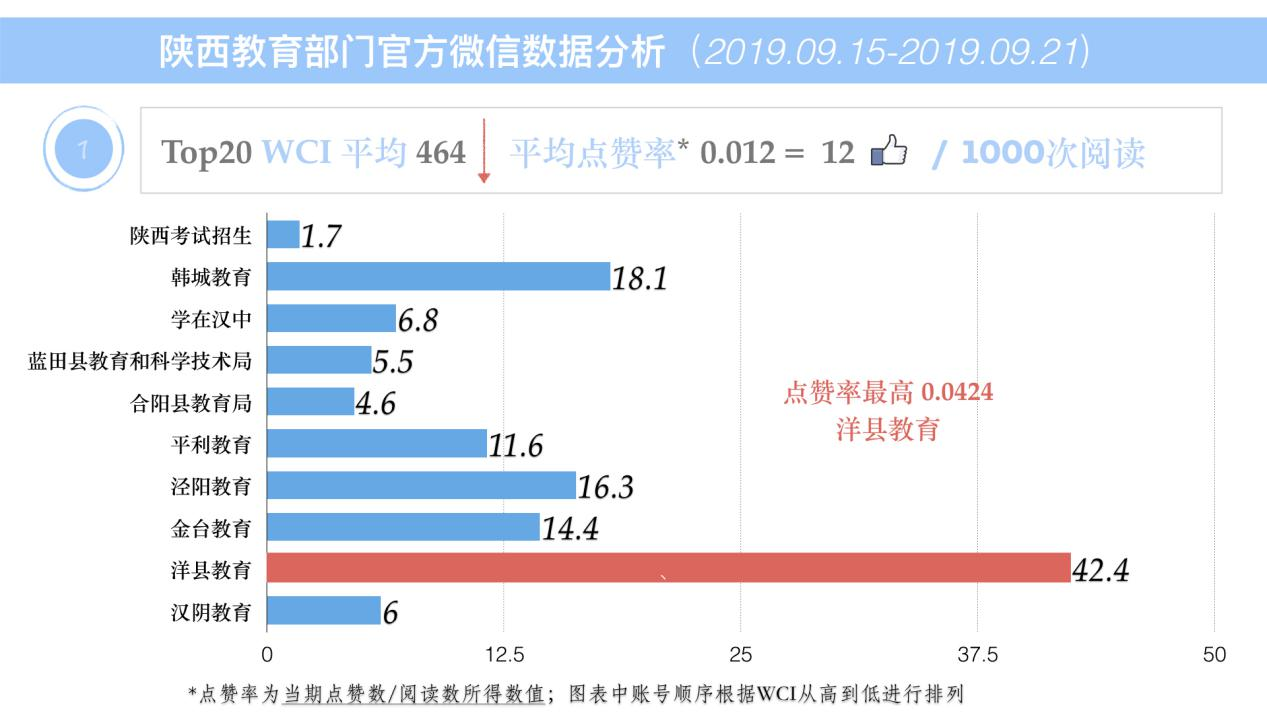 陕西教育部门官方微信数据分析（2019.09.15-2019.09.21）
1
Top20 WCI 平均 464 平均点赞率* 0.012 = 12 / 1000次阅读
陕西考试招生 1.7
韩城教育 18.1
学在汉中 6.8
蓝田县教育和科学技术局 5.5
合阳县教育局 4.6
平利教育 11.6
泾阳教育 16.3
金台教育 14.4
洋县教育 42.4
汉阴教育 6
点赞率最高 0.0424
洋县教育
0 12.5 25 37.5 50
*点赞率为当期点赞数/阅读数所得数值；图表中账号顺序根据WCI从高到低进行排列